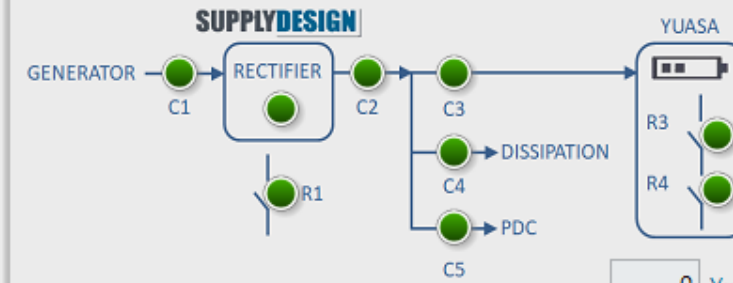 SUPPLYDESIGN
YUASA
GENERATOR
RECTIFIER
C1
C2
C3
R3
R1
DISSIPATION
C4
R4
PDC
C5